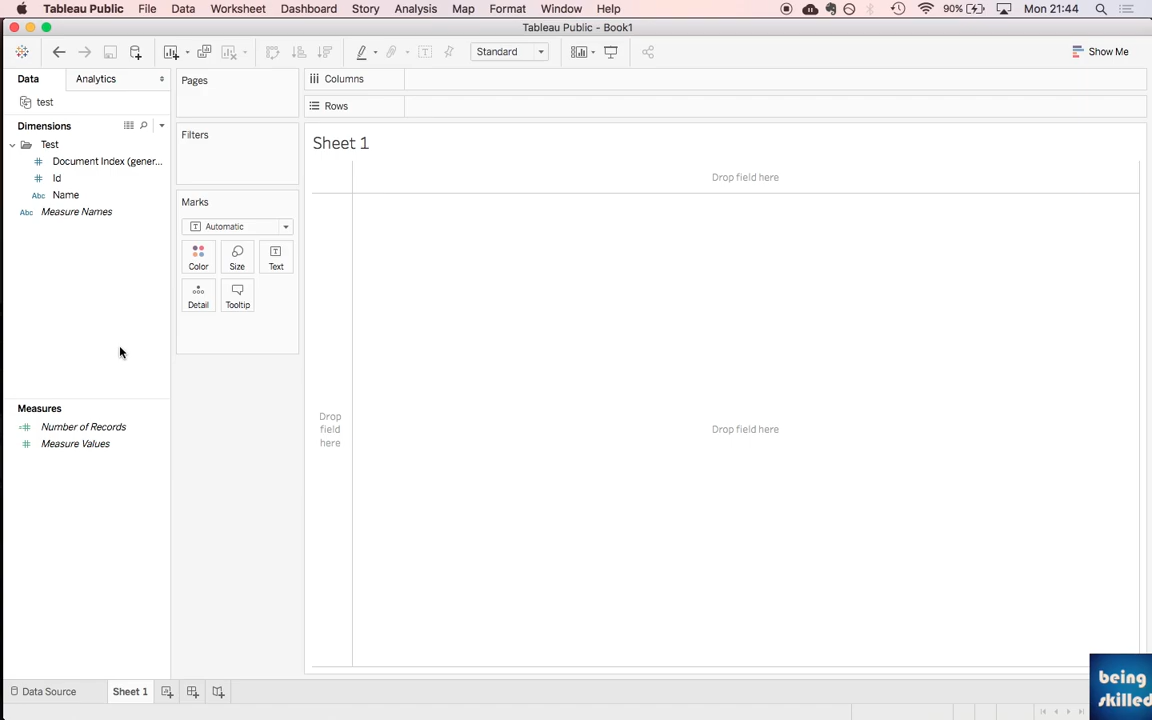 Tableau Public File Data Worksheet Dashboard Story Analysis Map Format Window Help 90% Mon 21:44
Tableau Public - Book1
Standard Show Me
Data Analytics Pages Columns
test
Rows
Dimensions Filters
Test
Sheet 1
Document Index (gener...
Id Drop field here
Name
Marks
Measure Names
Automatic
Color Size Text
Detail Tooltip
Measures
Number of Records
Measure Values
Drop
field
here
Drop field here
Data Source Sheet 1
being
skilled
Abc
Abc